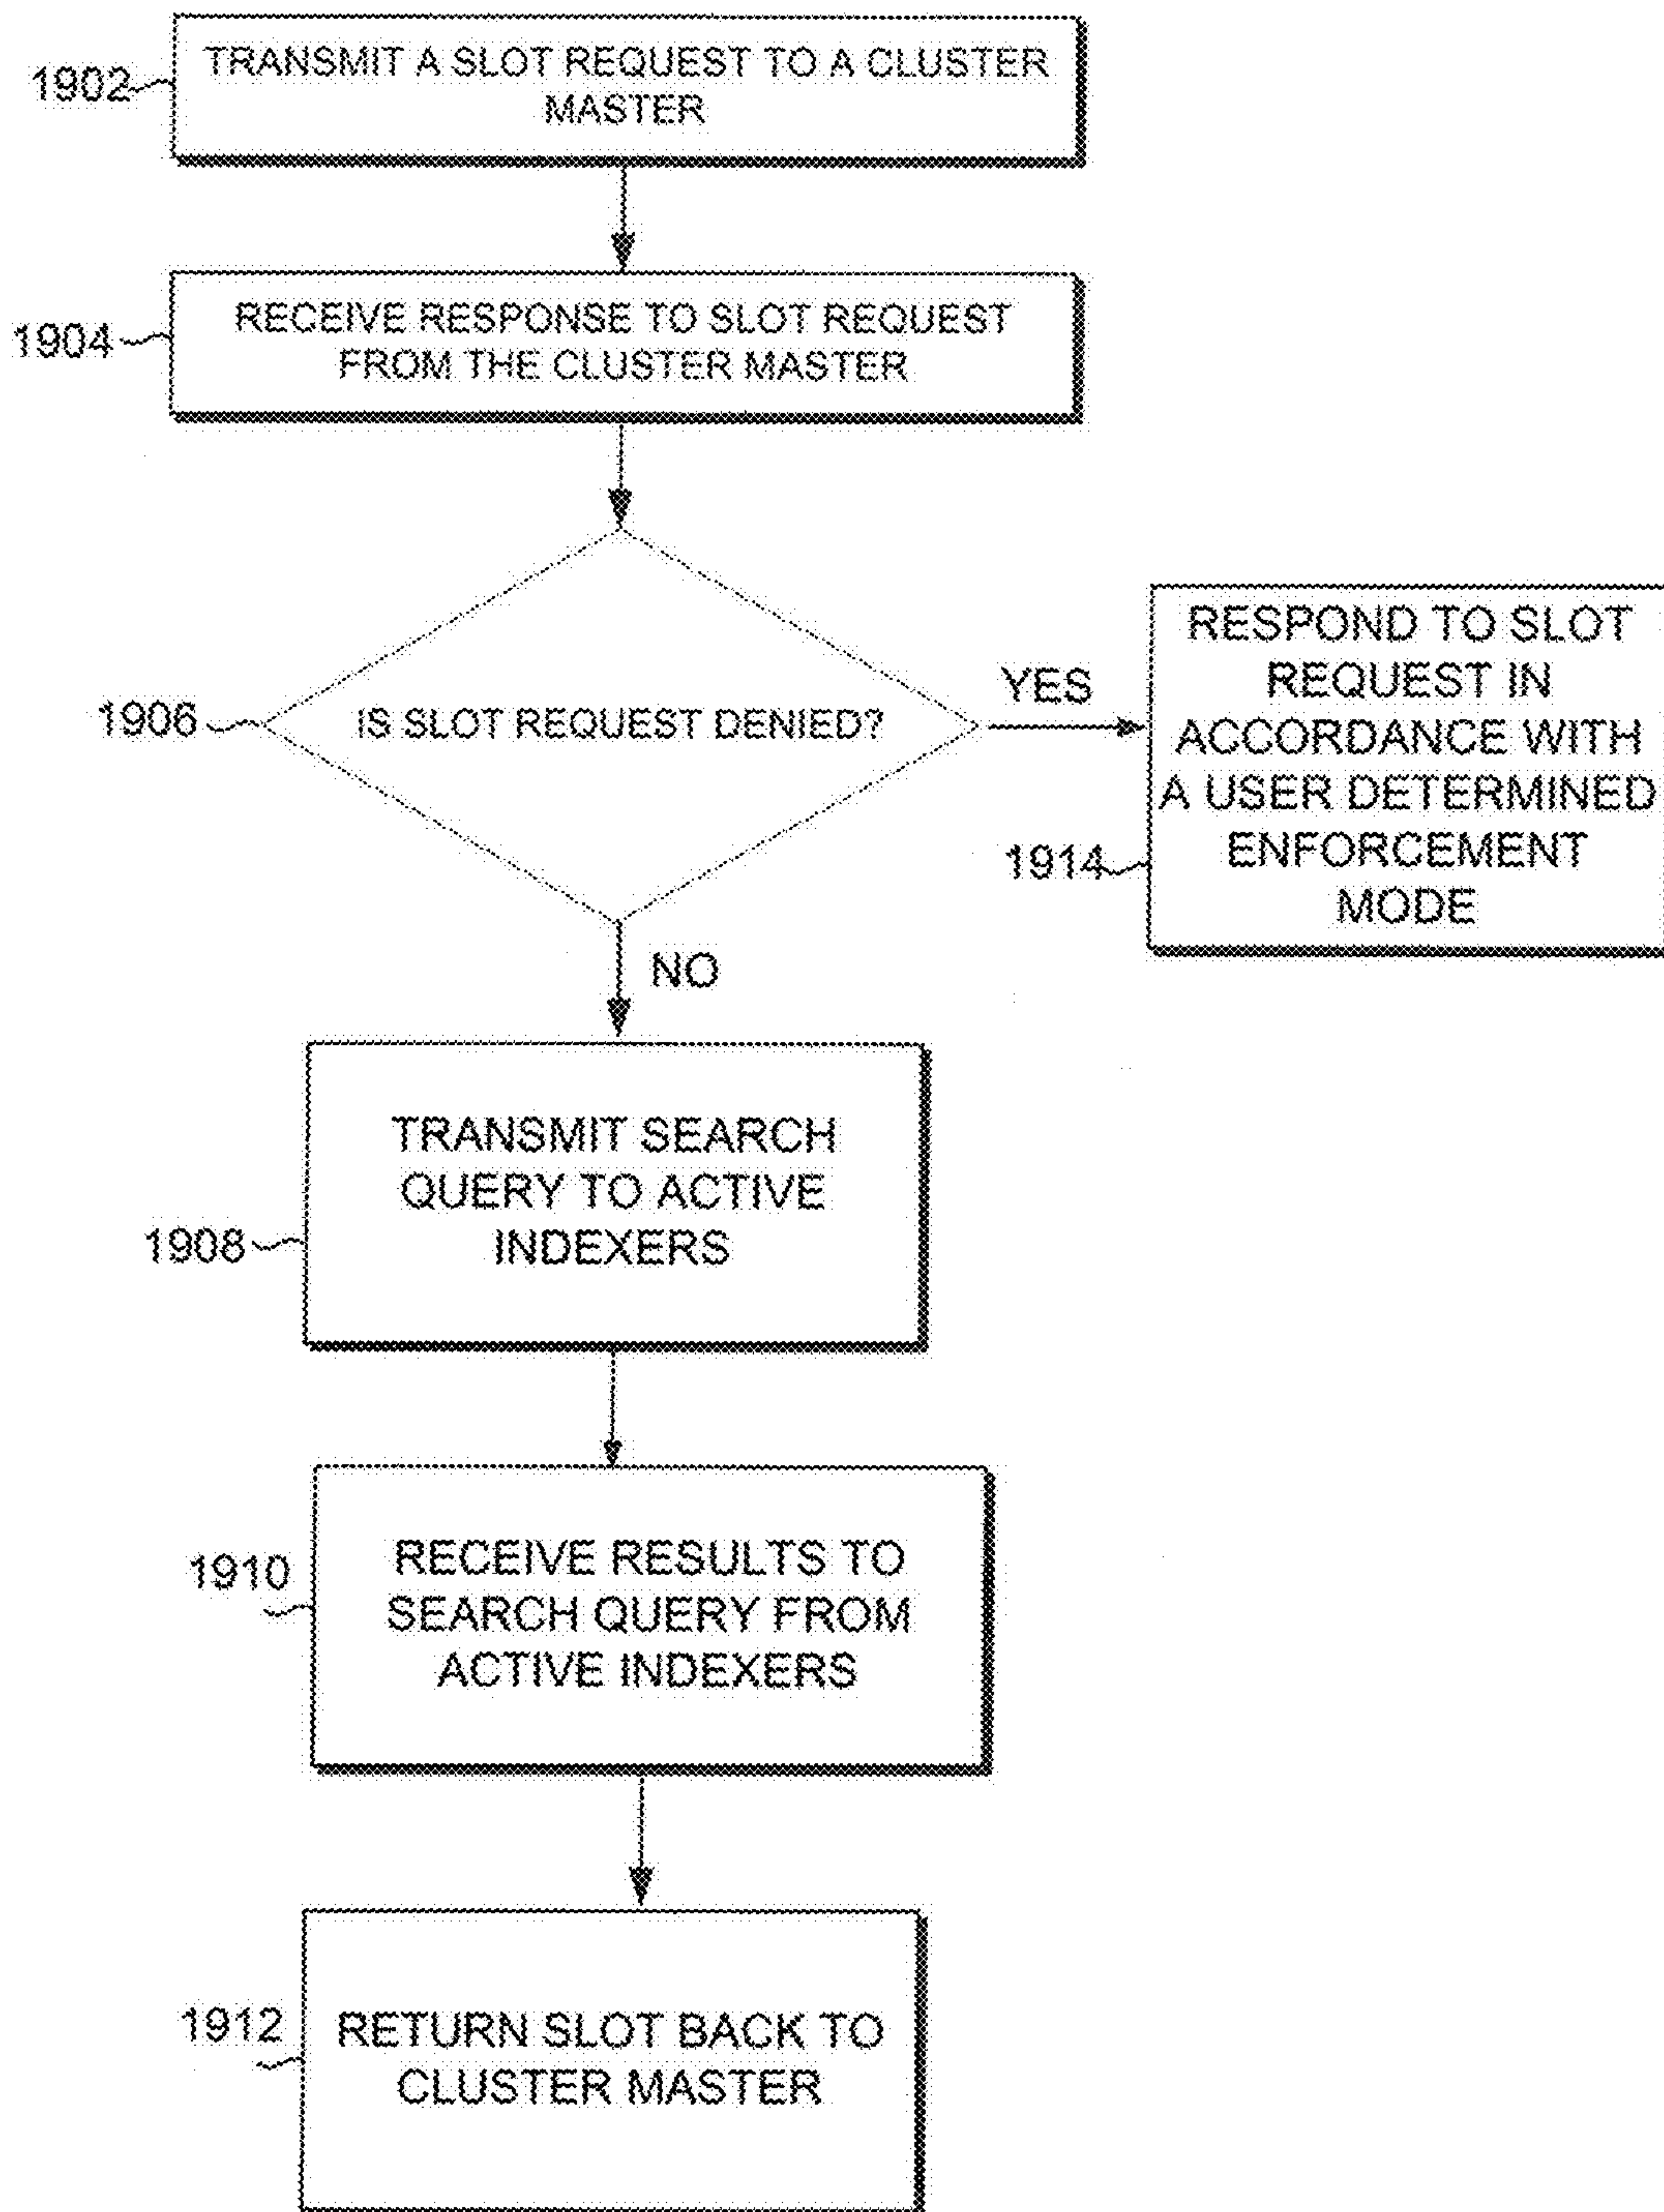 1902
TRANSMIT A SLOT REQUEST TO A CLUSTER
MASTER
1904
RECEIVE RESPONSE TO SLOT REQUEST
FROM THE CLUSTER MASTER
1906
IS SLOT REQUEST DENIED?
YES
RESPOND TO SLOT
REQUEST IN
ACCORDANCE WITH
A USER DETERMINED
ENFORCEMENT
MODE
1914
NO
TRANSMIT SEARCH
QUERY TO ACTIVE
INDEXERS
1908
1910
RECEIVE RESULTS TO
SEARCH QUERY FROM
ACTIVE INDEXERS
1912
RETURN SLOT BACK TO
CLUSTER MASTER